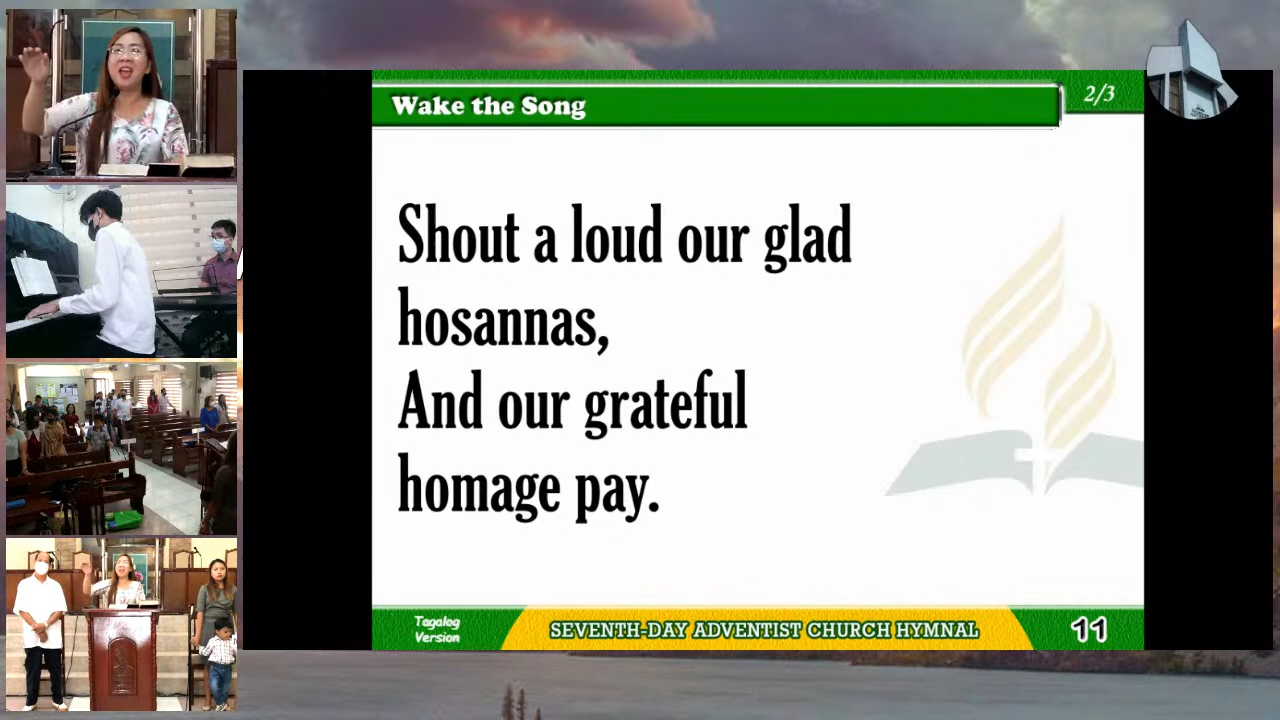 Wake the Song
2/3
Shout a loud our glad
hosannas,
And our grateful
homage pay.
Tagalog
Version
SEVENTH-DAY ADVENTIST CHURCH HYMNAL
11